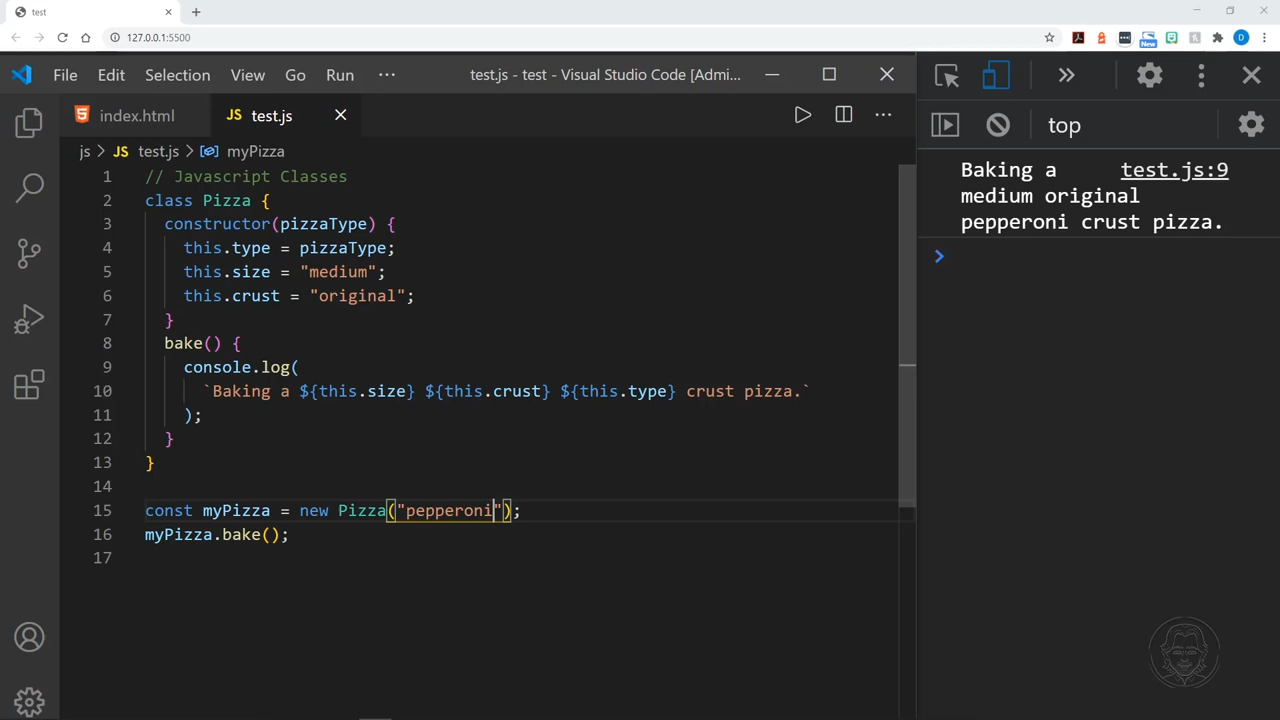 test
127.0.0.1:5500
New
D
File Edit Selection View Go Run ··· test.js - test - Visual Studio Code [Admi...
index.html JS test.js
js > JS test.js > myPizza
1 // Javascript Classes
2 class Pizza {
3 constructor(pizzaType) {
4 this.type = pizzaType;
5 this.size = "medium";
6 this.crust = "original";
7 }
8 bake() {
9 console.log(
10 `Baking a ${this.size} ${this.crust} ${this.type} crust pizza.`
11 );
12 }
13 }
14
15 const myPizza = new Pizza("pepperoni");
16 myPizza.bake();
17
top
Baking a test.js:9
medium original
pepperoni crust pizza.